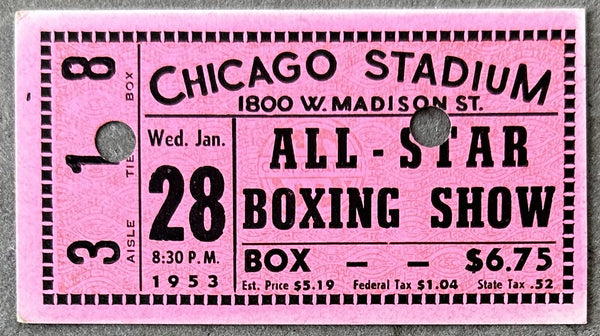 CHICAGO STADIUM
1800 W. MADISON ST.
8 BOX
1 TIE
3 AISLE
Wed. Jan.
28
8:30 P.M.
1953
ALL-STAR
BOXING SHOW
BOX — — $6.75
Est. Price $5.19 Federal Tax $1.04 State Tax .52